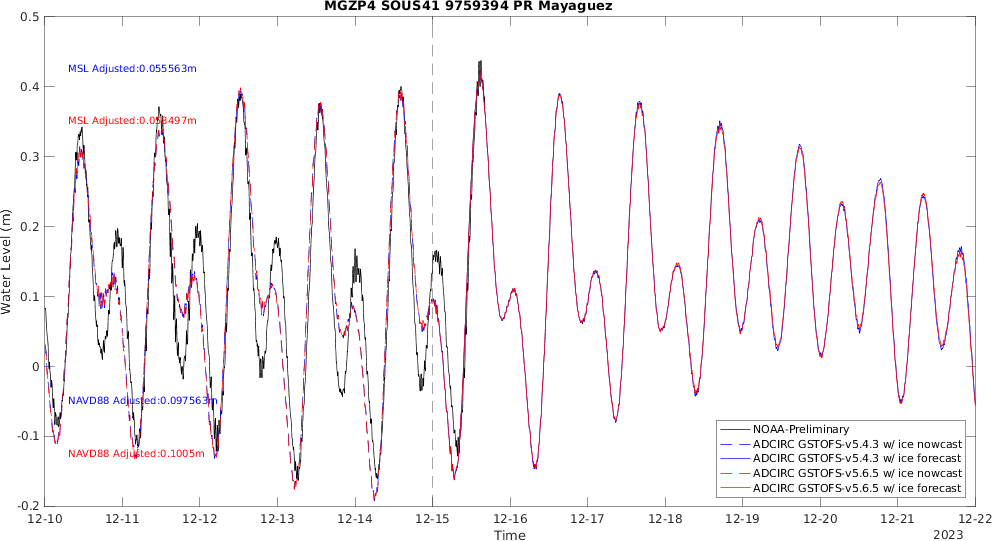 MGZP4 SOUS41 9759394 PR Mayaguez
0.5
0.4
0.3
0.2
0.1
0
-0.1
-0.2
Water Level (m)
MSL Adjusted:0.055563m
MSL Adjusted:0.058497m
NAVD88 Adjusted:0.097563m
NAVD88 Adjusted:0.1005m
NOAA-Preliminary
ADCIRC GSTOFS-v5.4.3 w/ ice nowcast
ADCIRC GSTOFS-v5.4.3 w/ ice forecast
ADCIRC GSTOFS-v5.6.5 w/ ice nowcast
ADCIRC GSTOFS-v5.6.5 w/ ice forecast
12-10 12-11 12-12 12-13 12-14 12-15 12-16 12-17 12-18 12-19 12-20 12-21 12-22
Time
2023